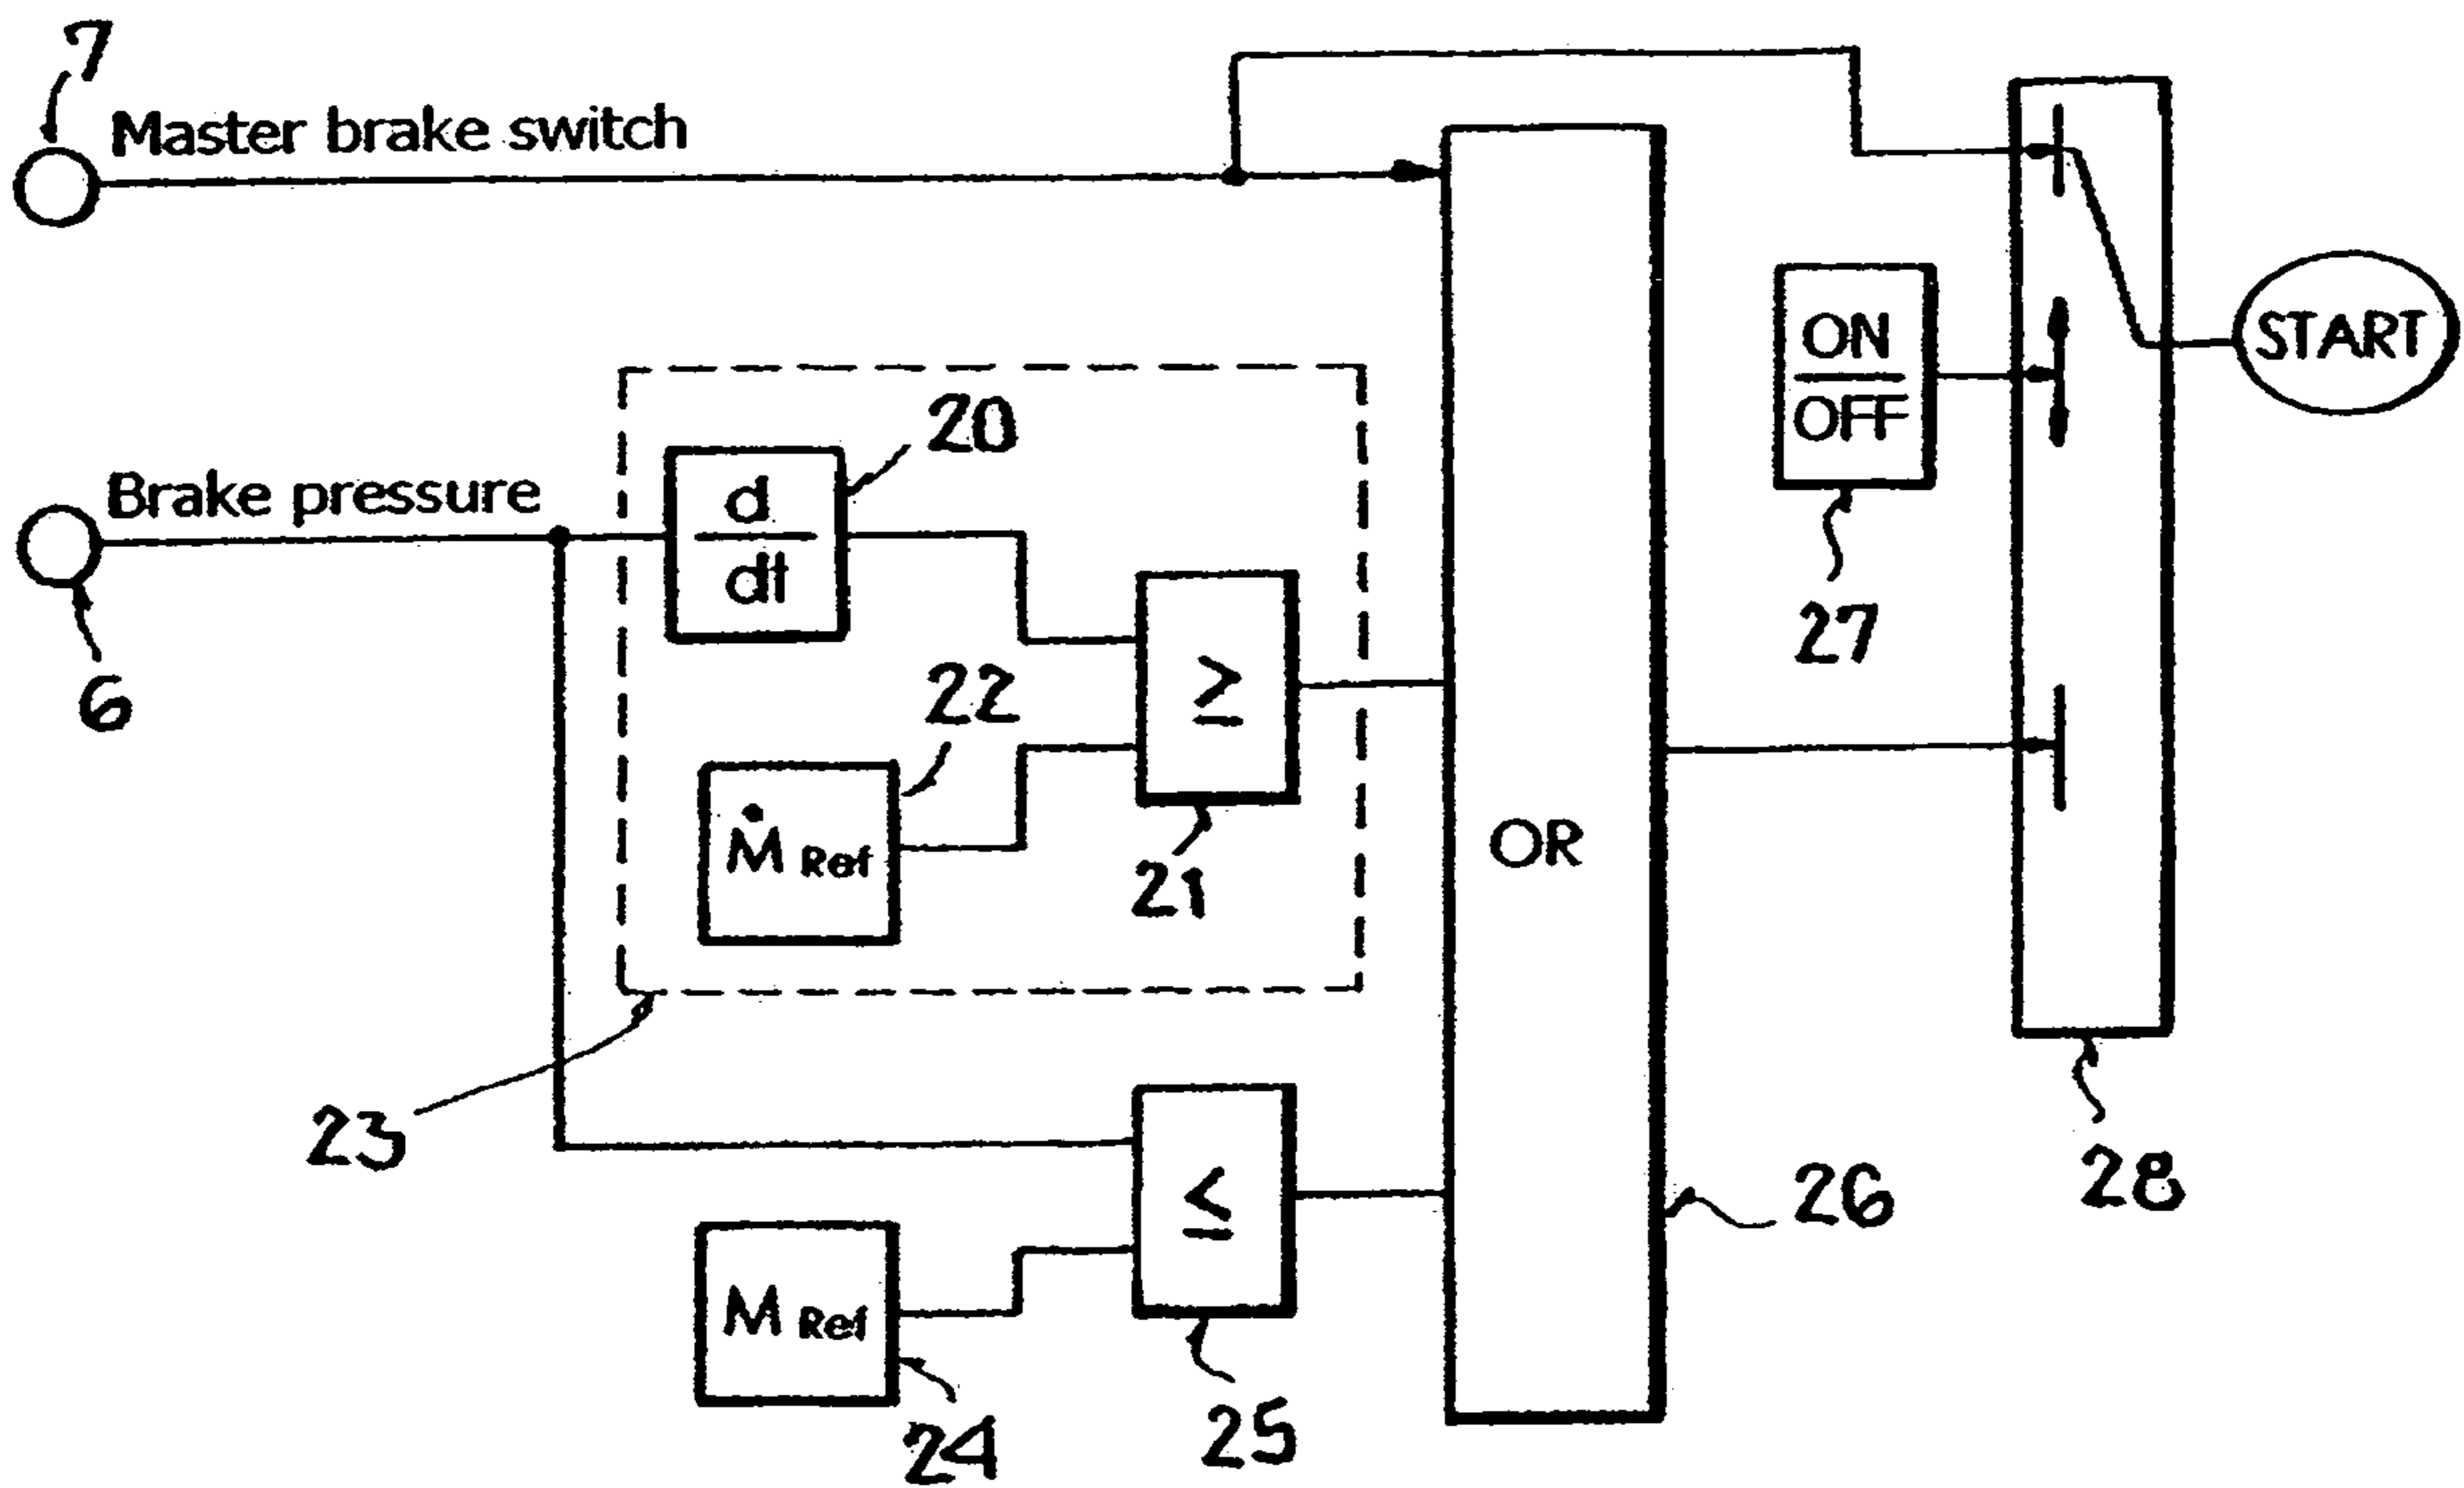 7
Master brake switch
Brake pressure
6
d
dt
20
22
Ṁ Ref
≥
21
23
M Ref
24
≤
25
OR
26
ON
OFF
27
START
28